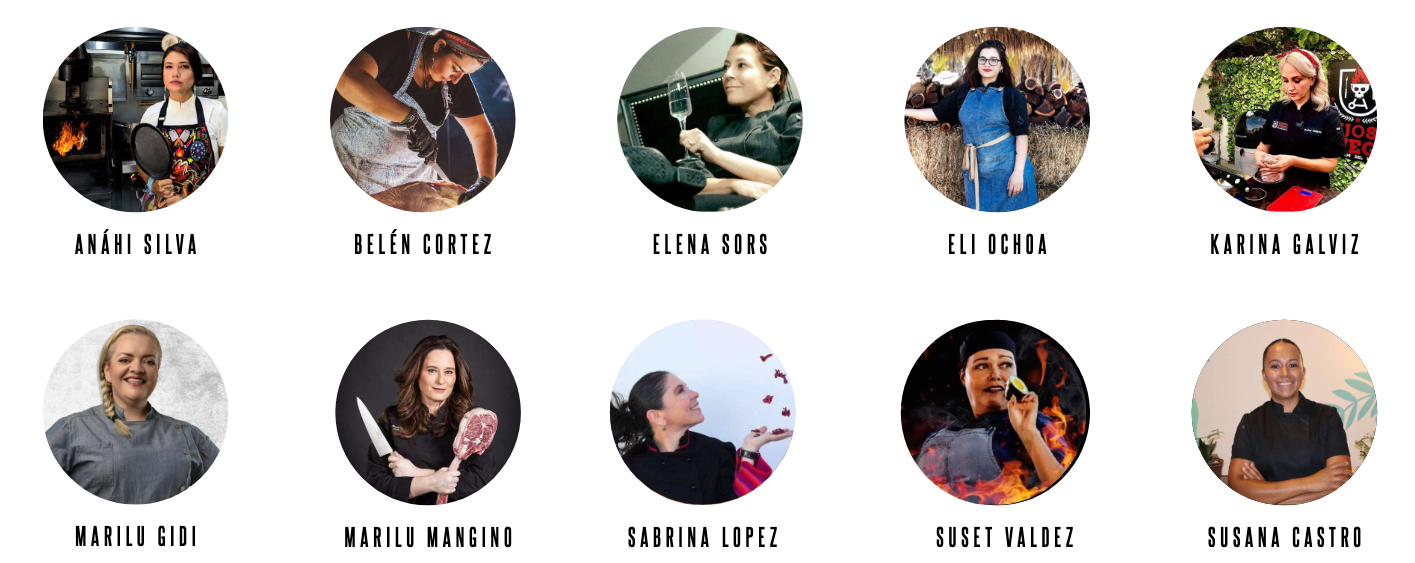 ANÁHI SILVA
BELÉN CORTEZ
ELENA SORS
ELI OCHOA
KARINA GALVIZ
MARILU GIDI
MARILU MANGINO
SABRINA LOPEZ
SUSET VALDEZ
SUSANA CASTRO